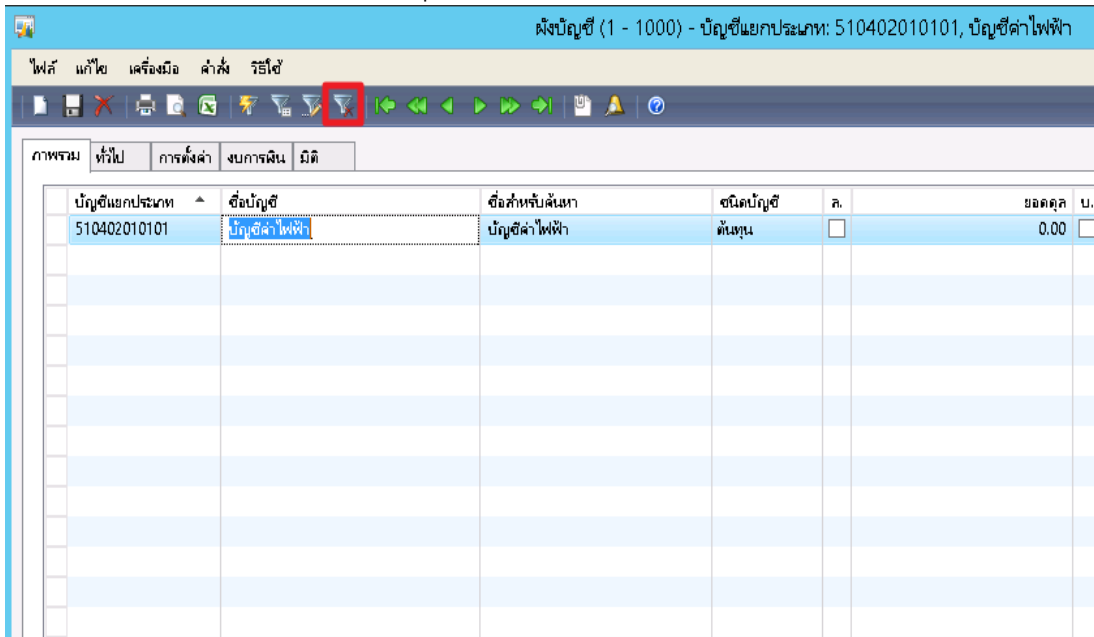 ผังบัญชี (1 - 1000) - บัญชีแยกประเภท: 510402010101, บัญชีค่าไฟฟ้า
ไฟล์ แก้ไข เครื่องมือ คำสั่ง วิธีใช้
ภาพรวม ทั่วไป การตั้งค่า งบการเงิน มิติ
บัญชีแยกประเภท ชื่อบัญชี ชื่อสำหรับค้นหา ชนิดบัญชี ล. ยอดดุล บ.
510402010101 บัญชีค่าไฟฟ้า บัญชีค่าไฟฟ้า ต้นทุน 0.00